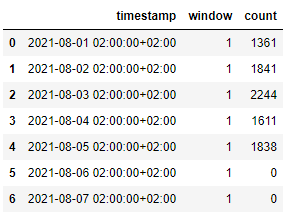 timestamp window count
0 2021-08-01 02:00:00+02:00 1 1361
1 2021-08-02 02:00:00+02:00 1 1841
2 2021-08-03 02:00:00+02:00 1 2244
3 2021-08-04 02:00:00+02:00 1 1611
4 2021-08-05 02:00:00+02:00 1 1838
5 2021-08-06 02:00:00+02:00 1 0
6 2021-08-07 02:00:00+02:00 1 0